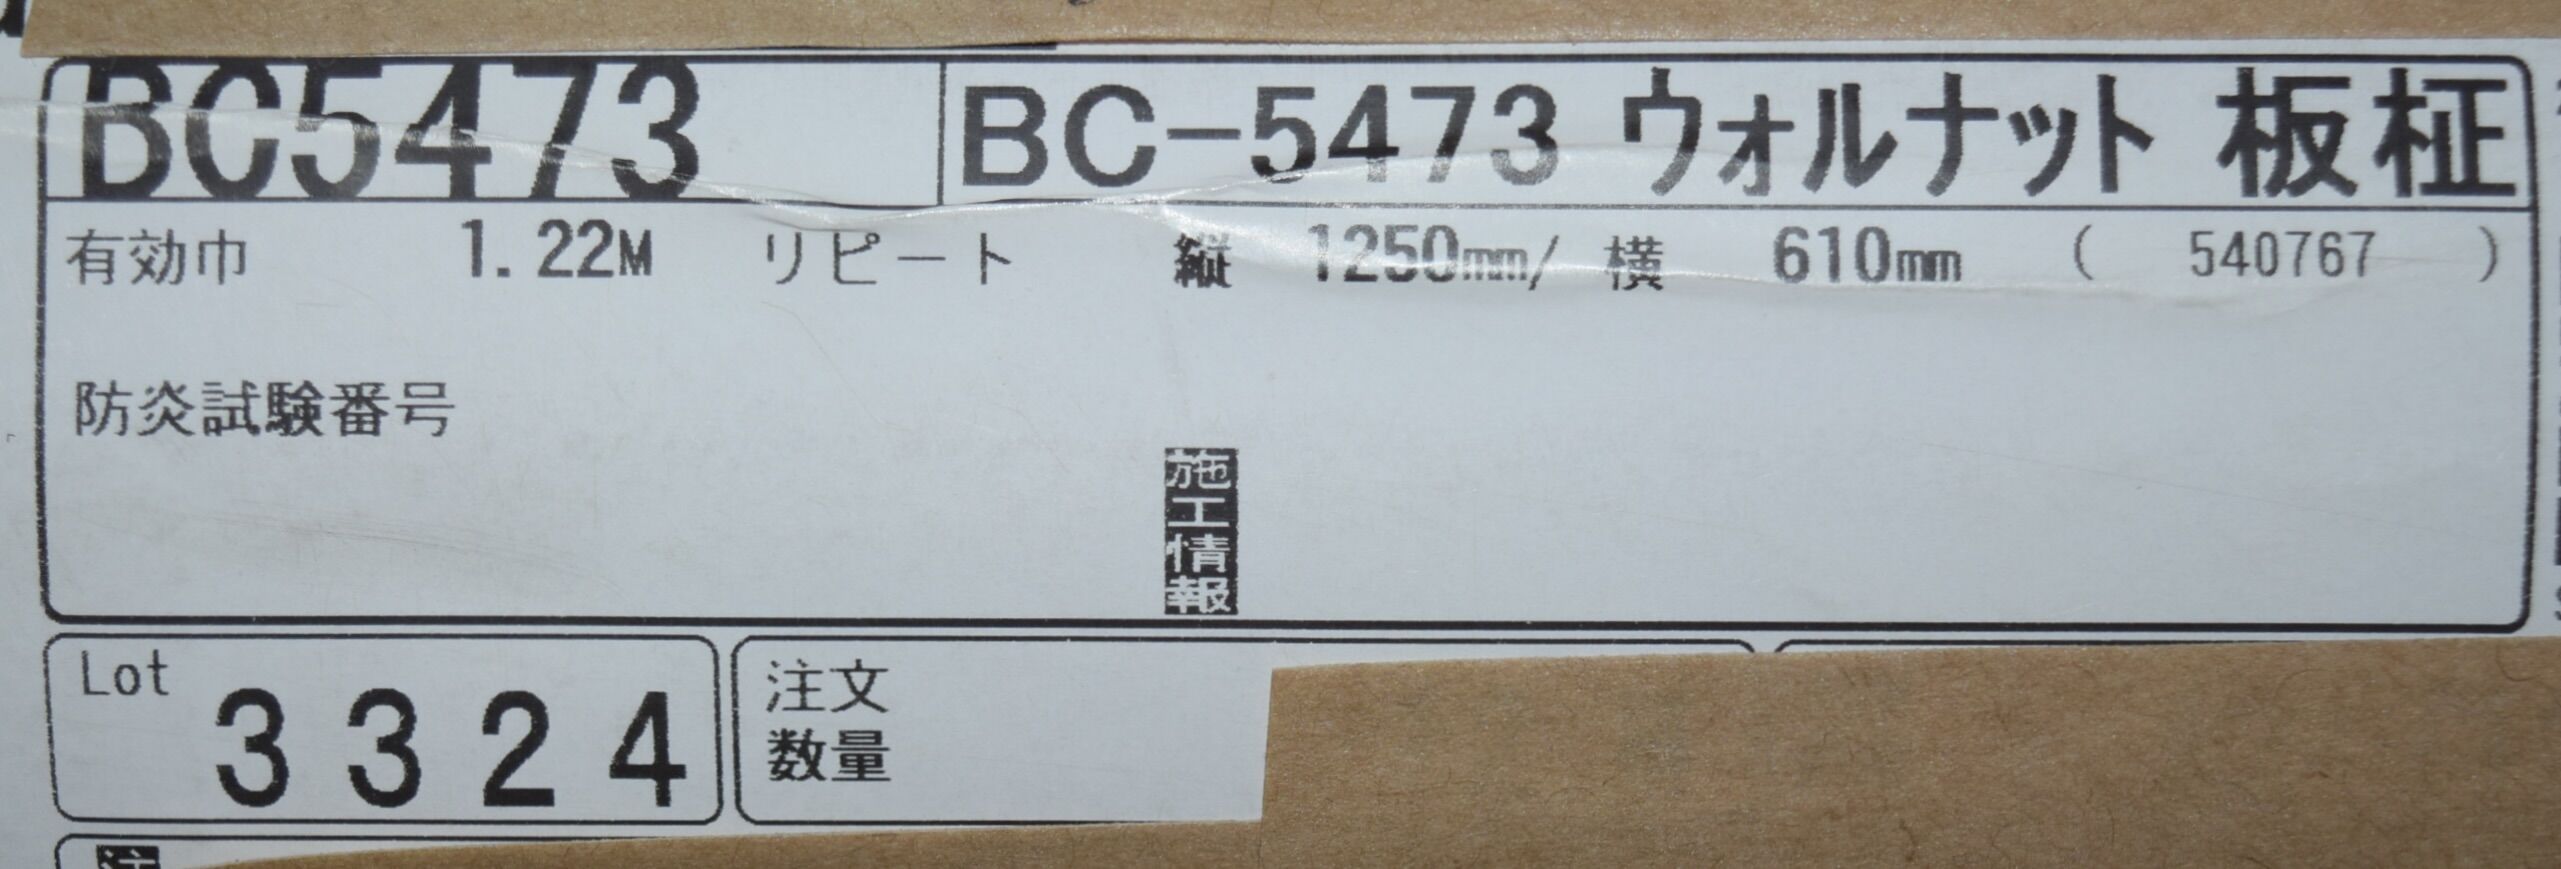 BC5473 BC-5473 ウォルナット 板柾
有効巾 1.22M リピート 縦 1250mm/ 横 610mm ( 540767 )
防炎試験番号
施工情報
Lot 3324
注文
数量
注